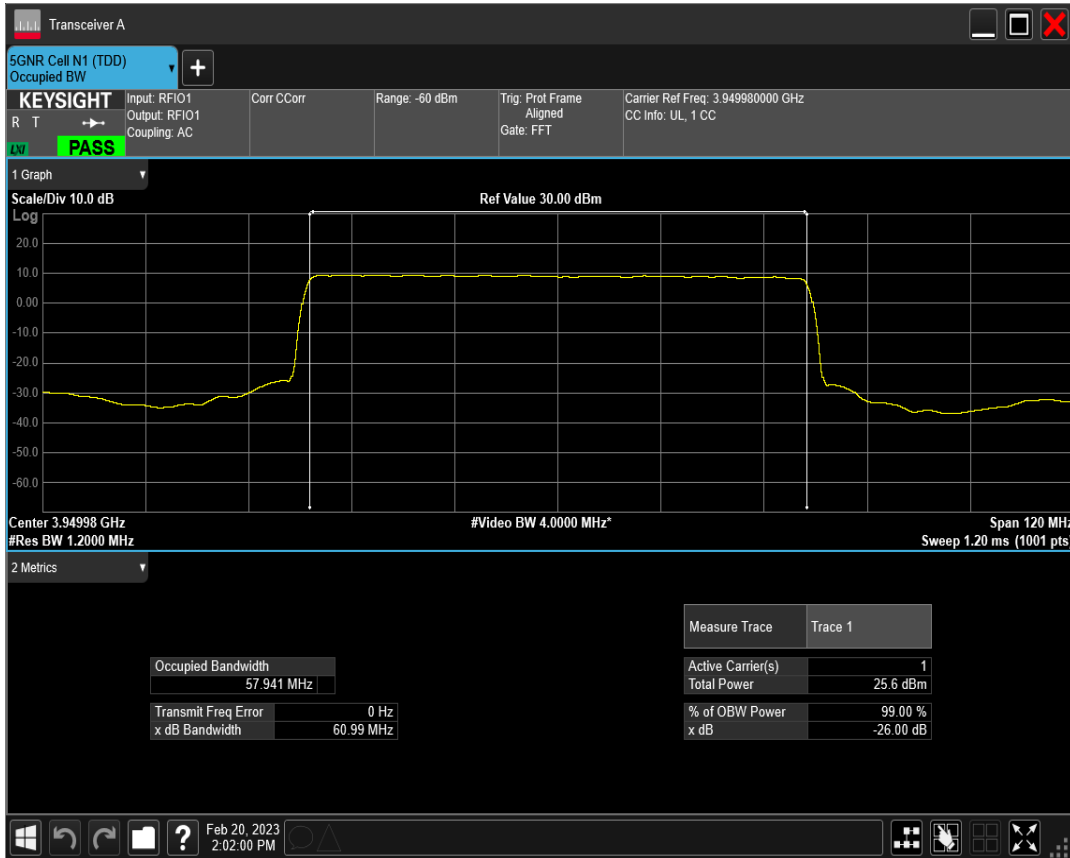 Transceiver A
5GNR Cell N1 (TDD)
Occupied BW
+
KEYSIGHT
R T
LXI PASS
Input: RFIO1
Output: RFIO1
Coupling: AC
Corr CCorr
Range: -60 dBm
Trig: Prot Frame
Aligned
Gate: FFT
Carrier Ref Freq: 3.949980000 GHz
CC Info: UL, 1 CC
1 Graph
Scale/Div 10.0 dB
Ref Value 30.00 dBm
Log
20.0
10.0
0.00
-10.0
-20.0
-30.0
-40.0
-50.0
-60.0
Center 3.94998 GHz
#Video BW 4.0000 MHz*
Span 120 MHz
#Res BW 1.2000 MHz
Sweep 1.20 ms (1001 pts)
2 Metrics
Measure Trace Trace 1
Occupied Bandwidth
57.941 MHz
Transmit Freq Error 0 Hz
x dB Bandwidth 60.99 MHz
Active Carrier(s) 1
Total Power 25.6 dBm
% of OBW Power 99.00 %
x dB -26.00 dB
?
Feb 20, 2023
2:02:00 PM